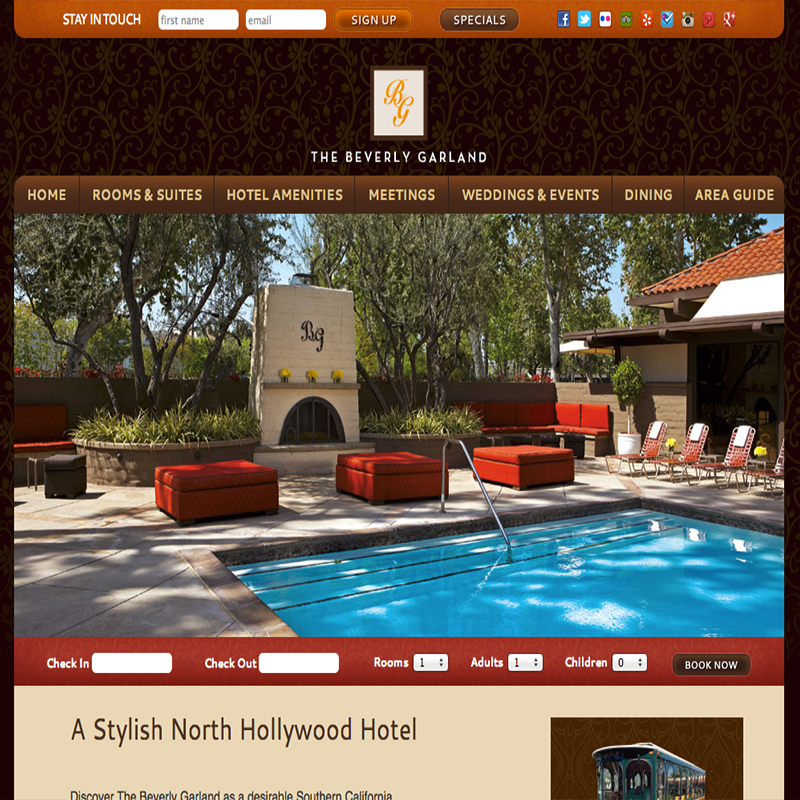 STAY IN TOUCH first name email SIGN UP SPECIALS
BG
THE BEVERLY GARLAND
HOME ROOMS & SUITES HOTEL AMENITIES MEETINGS WEDDINGS & EVENTS DINING AREA GUIDE
BG
Check In Check Out Rooms 1 Adults 1 Children 0 BOOK NOW
A Stylish North Hollywood Hotel
Discover The Beverly Garland as a desirable Southern California